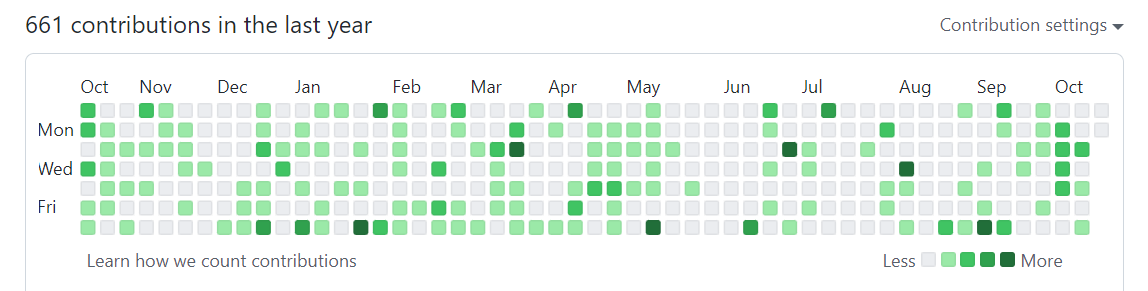 661 contributions in the last year
Contribution settings
Oct Nov Dec Jan Feb Mar Apr May Jun Jul Aug Sep Oct
Mon
Wed
Fri
Learn how we count contributions
Less More